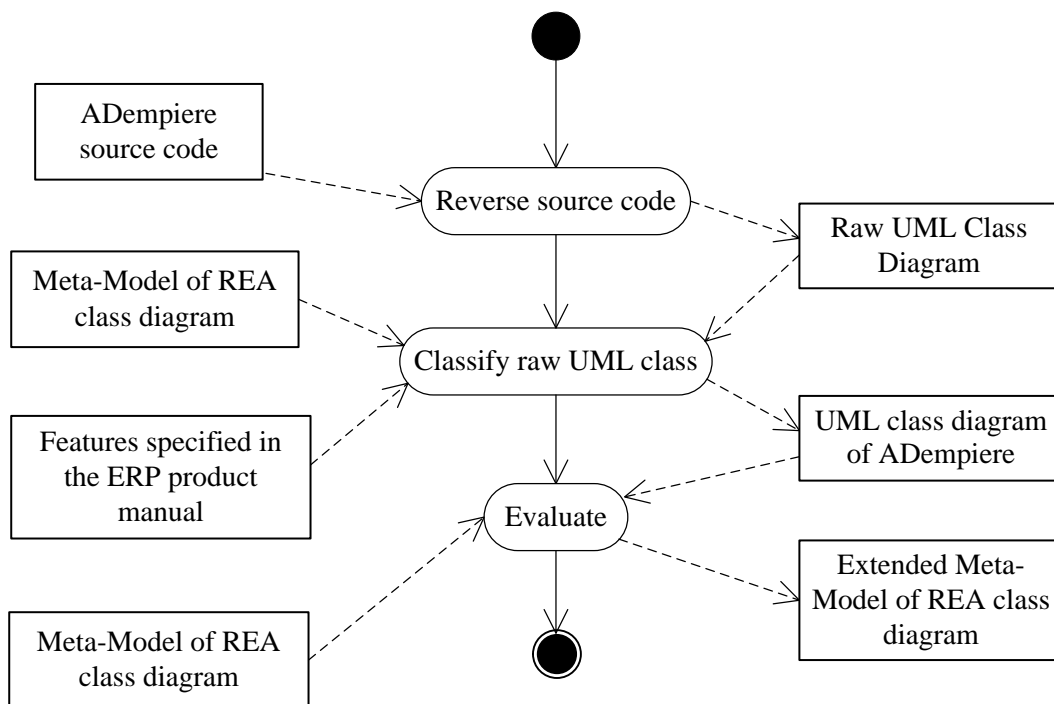 ADempiere
source code
Reverse source code
Raw UML Class
Diagram
Meta-Model of REA
class diagram
Classify raw UML class
Features specified in
the ERP product
manual
UML class diagram
of ADempiere
Evaluate
Extended Meta-
Model of REA class
diagram
Meta-Model of REA
class diagram